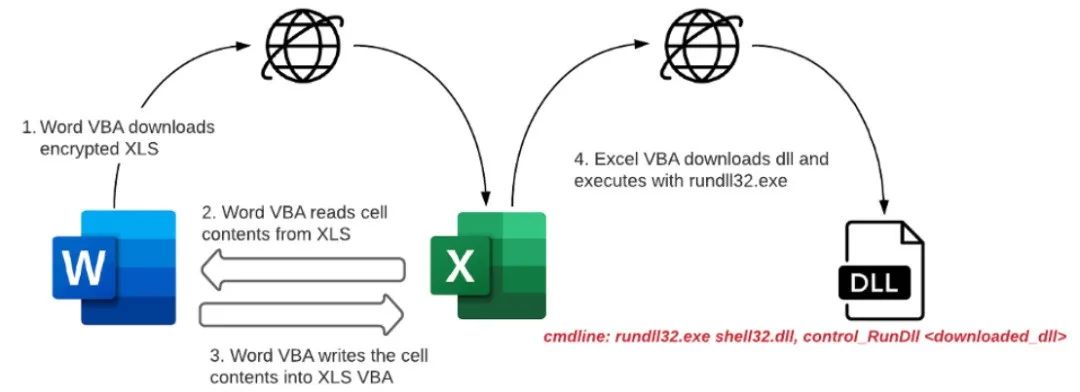 1. Word VBA downloads
encrypted XLS
2. Word VBA reads cell
contents from XLS
W
X
3. Word VBA writes the cell
contents into XLS VBA
4. Excel VBA downloads dll and
executes with rundll32.exe
DLL
cmdline: rundll32.exe shell32.dll, control_RunDll <downloaded_dll>